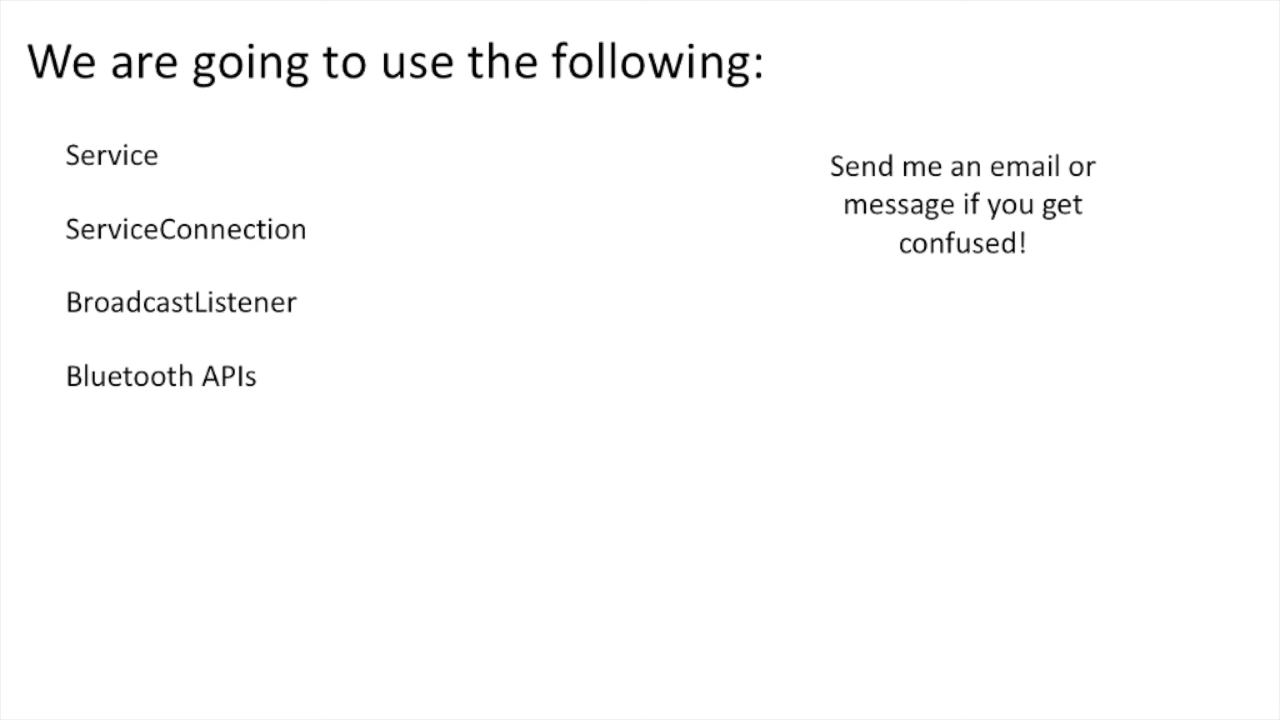 We are going to use the following:
Service
ServiceConnection
BroadcastListener
Bluetooth APIs
Send me an email or
message if you get
confused!